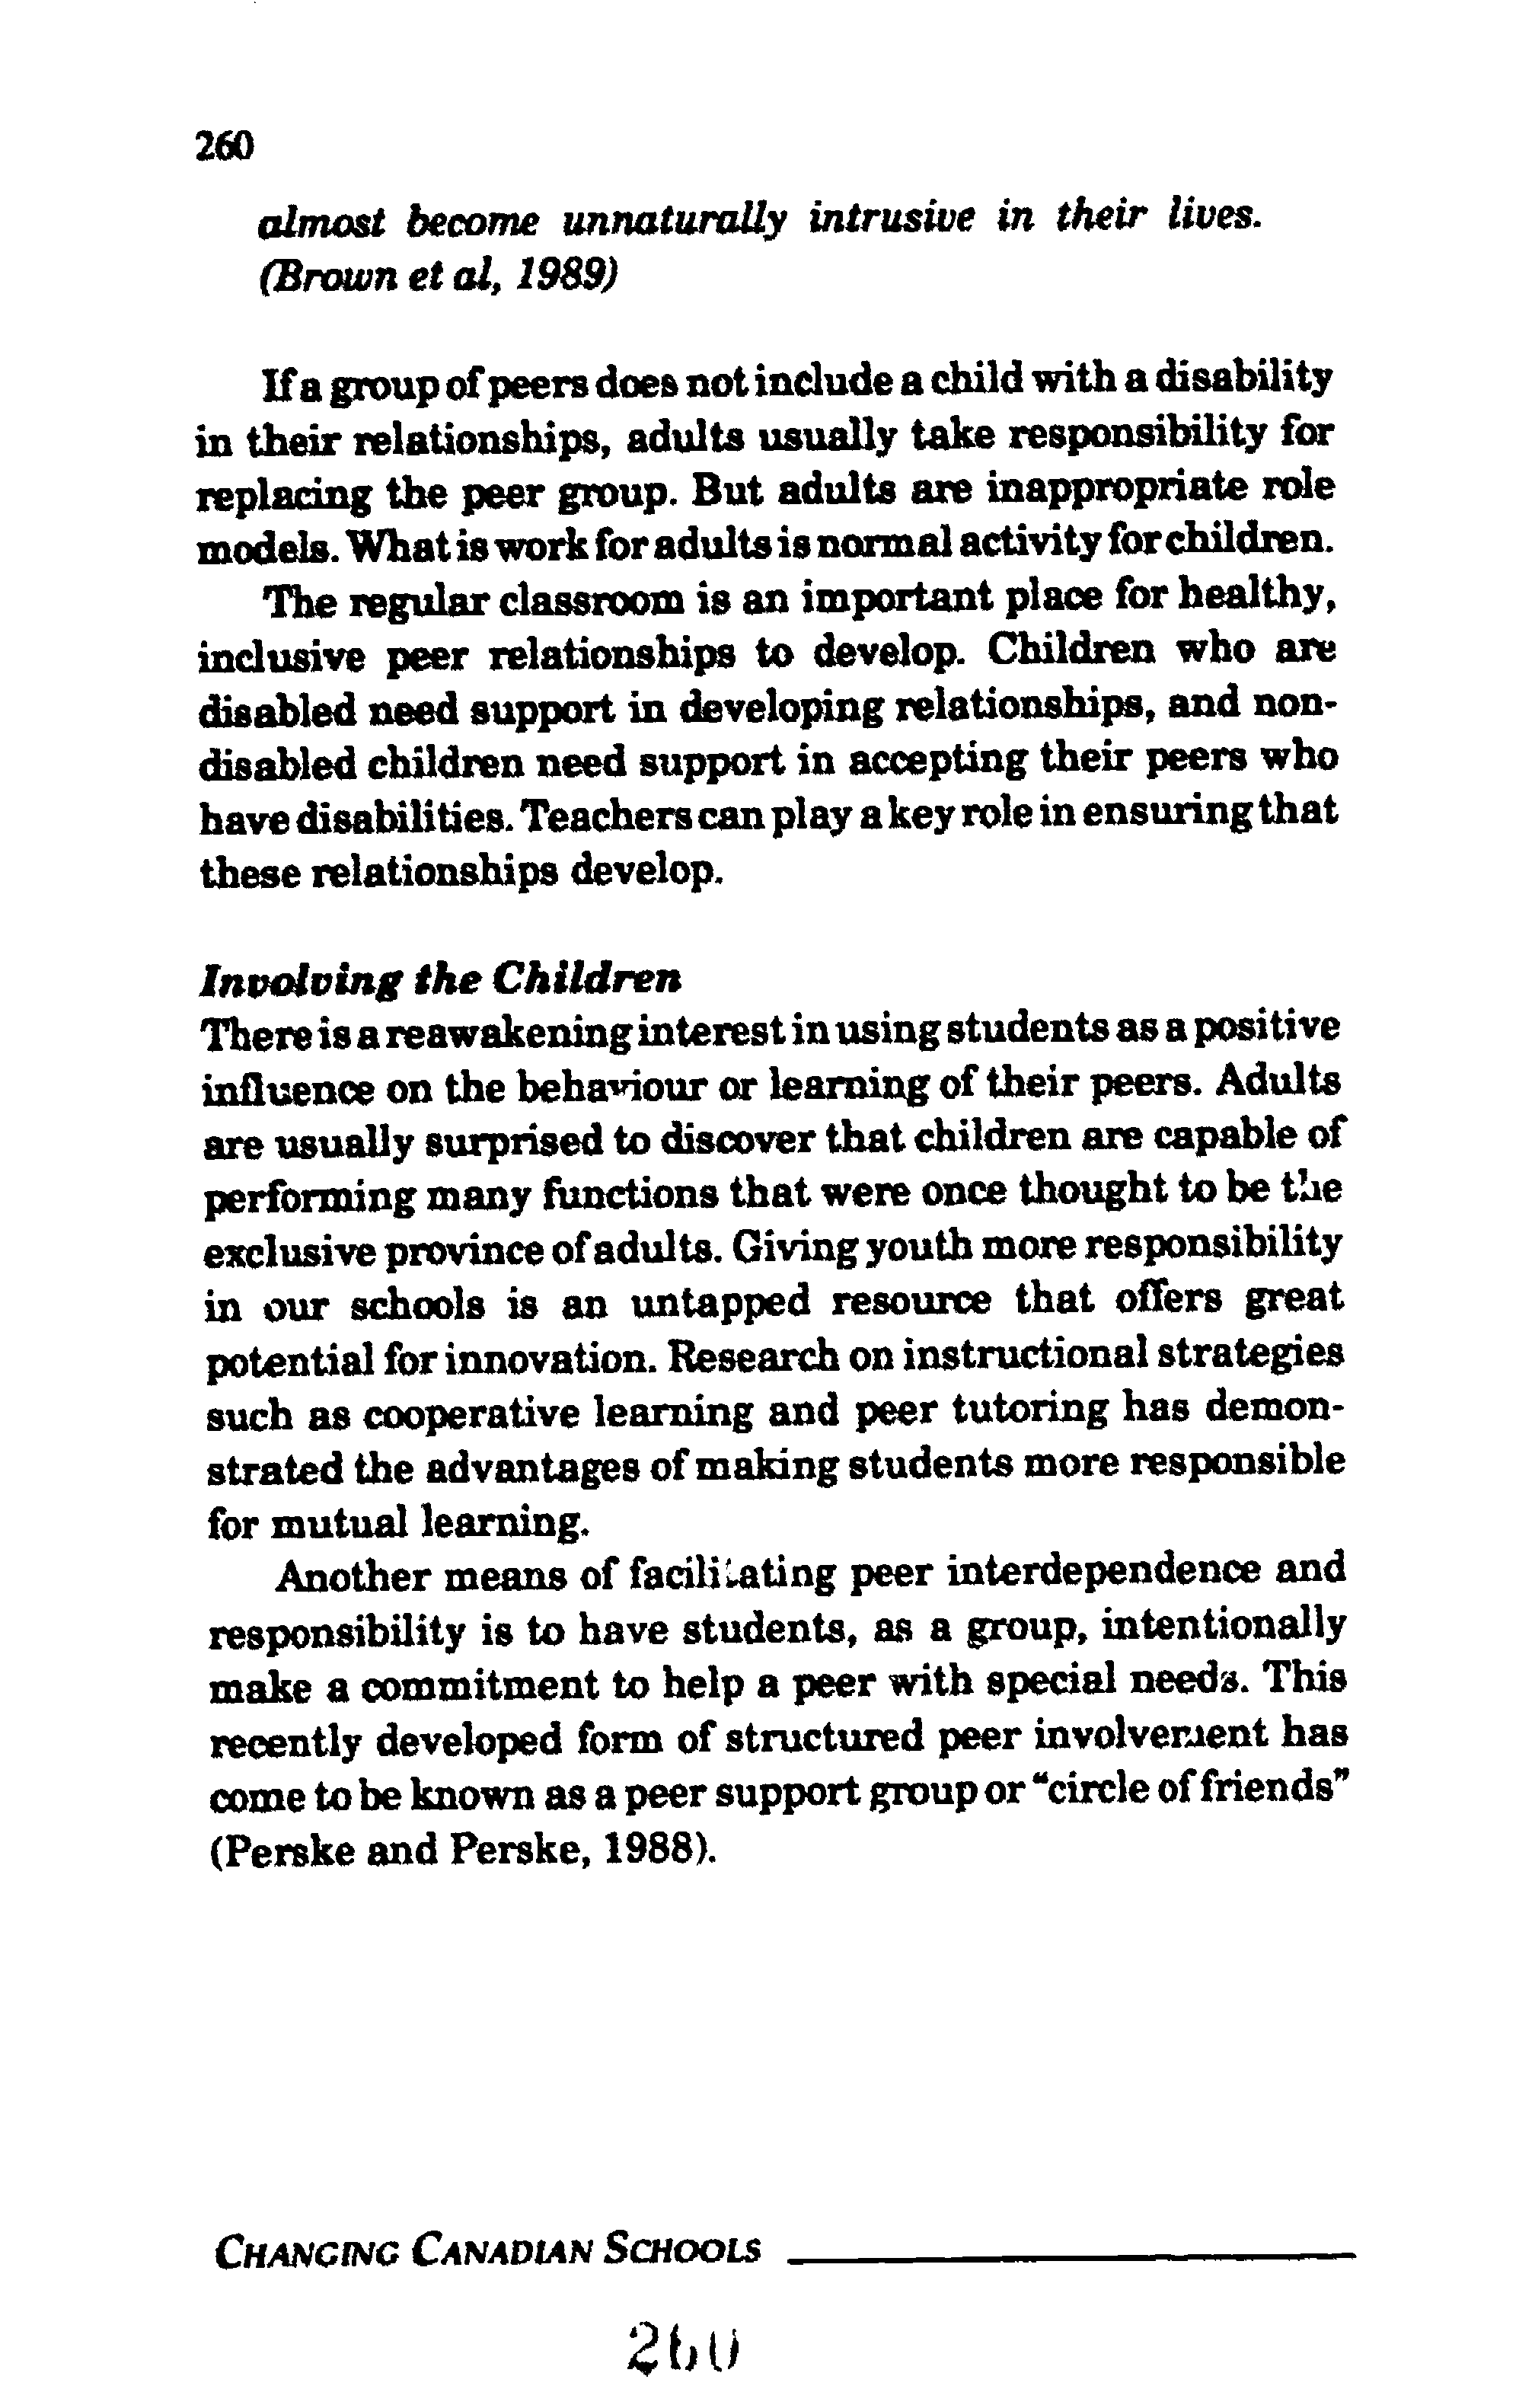 260
almost become unnaturally intrusive in their lives.
(Brown et al, 1989)
If a group of peers does not include a child with a disability
in their relationships, adults usually take responsibility for
replacing the peer group. But adults are inappropriate role
models. What is work for adults is normal activity for children.
The regular classroom is an important place for healthy,
inclusive peer relationships to develop. Children who are
disabled need support in developing relationships, and non-
disabled children need support in accepting their peers who
have disabilities. Teachers can play a key role in ensuring that
these relationships develop.
Involving the Children
There is a reawakening interest in using students as a positive
influence on the behaviour or learning of their peers. Adults
are usually surprised to discover that children are capable of
performing many functions that were once thought to be the
exclusive province of adults. Giving youth more responsibility
in our schools is an untapped resource that offers great
potential for innovation. Research on instructional strategies
such as cooperative learning and peer tutoring has demon-
strated the advantages of making students more responsible
for mutual learning.
Another means of facilitating peer interdependence and
responsibility is to have students, as a group, intentionally
make a commitment to help a peer with special needs. This
recently developed form of structured peer involvement has
come to be known as a peer support group or "circle of friends"
(Perske and Perske, 1988).
CHANGING CANADIAN SCHOOLS
260